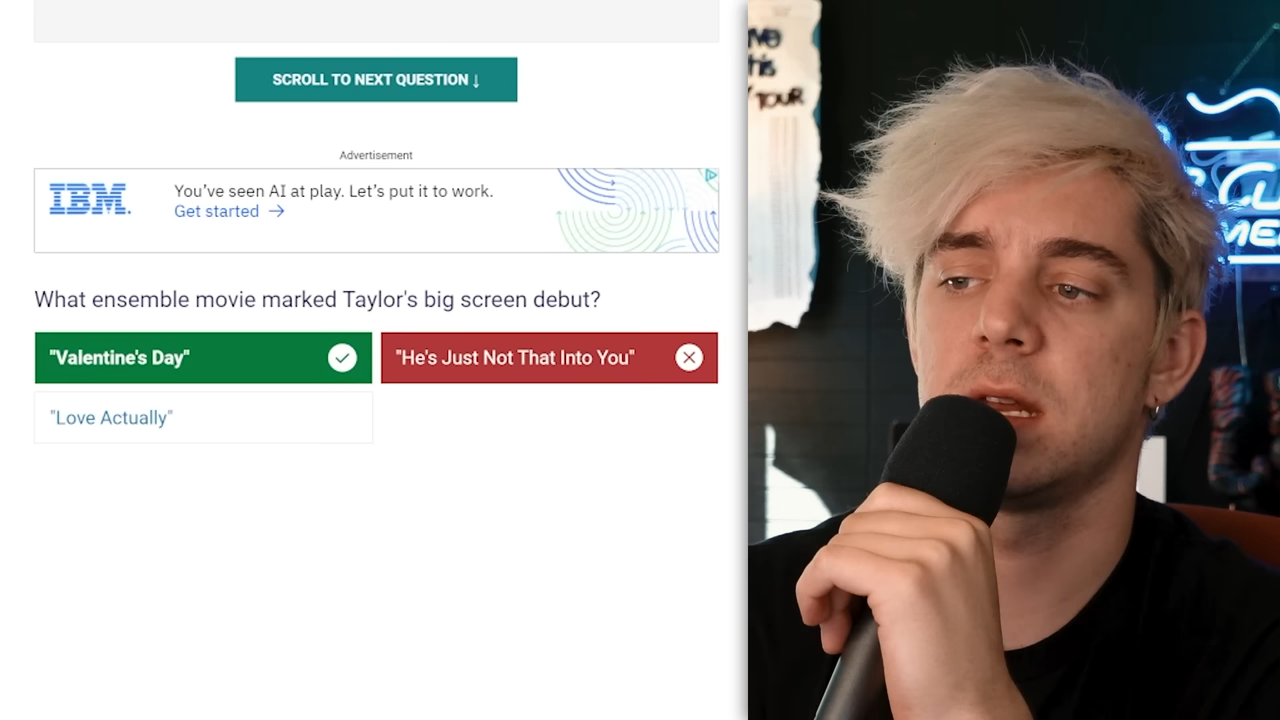 SCROLL TO NEXT QUESTION ↓
Advertisement
IBM.
You've seen AI at play. Let's put it to work.
Get started →
What ensemble movie marked Taylor's big screen debut?
"Valentine's Day"
"He's Just Not That Into You"
"Love Actually"
TOUR